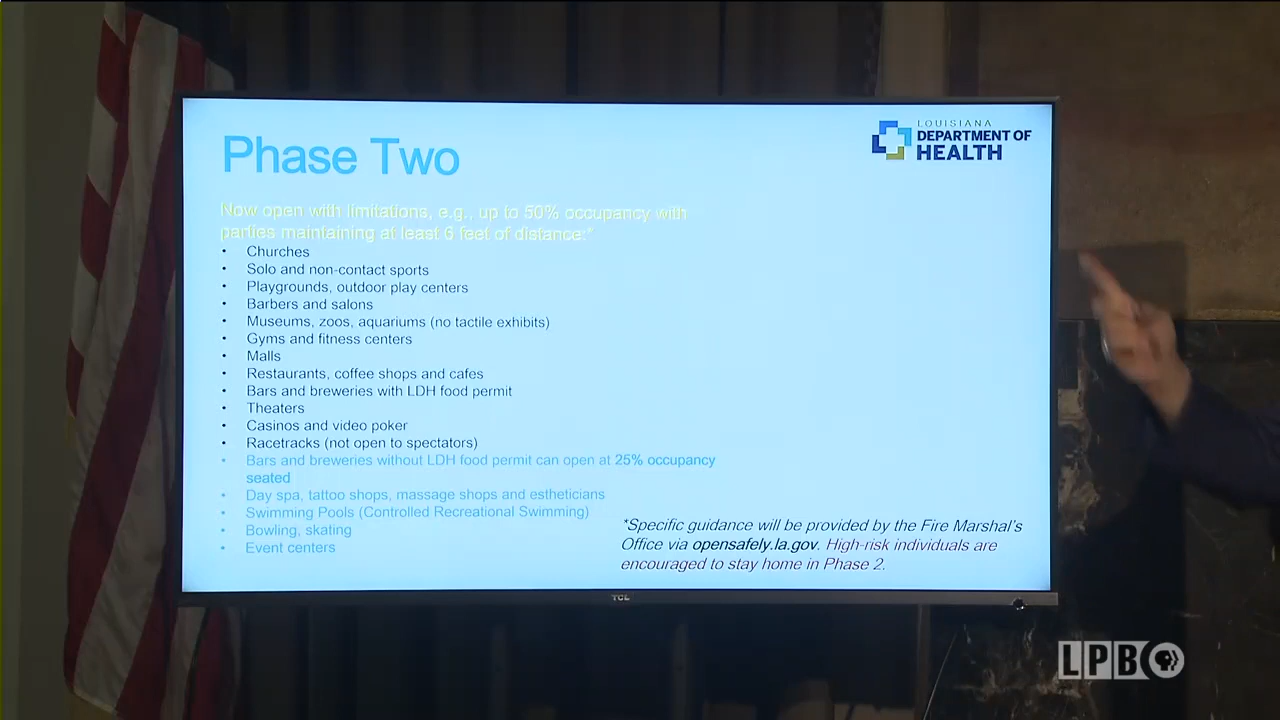 LOUISIANA
DEPARTMENT OF
HEALTH
Phase Two
Now open with limitations, e.g., up to 50% occupancy with
parties maintaining at least 6 feet of distance:*
• Churches
• Solo and non-contact sports
• Playgrounds, outdoor play centers
• Barbers and salons
• Museums, zoos, aquariums (no tactile exhibits)
• Gyms and fitness centers
• Malls
• Restaurants, coffee shops and cafes
• Bars and breweries with LDH food permit
• Theaters
• Casinos and video poker
• Racetracks (not open to spectators)
• Bars and breweries without LDH food permit can open at 25% occupancy
seated
• Day spa, tattoo shops, massage shops and estheticians
• Swimming Pools (Controlled Recreational Swimming)
• Bowling, skating
• Event centers
*Specific guidance will be provided by the Fire Marshal's
Office via opensafely.la.gov. High-risk individuals are
encouraged to stay home in Phase 2.
TCL
LPB